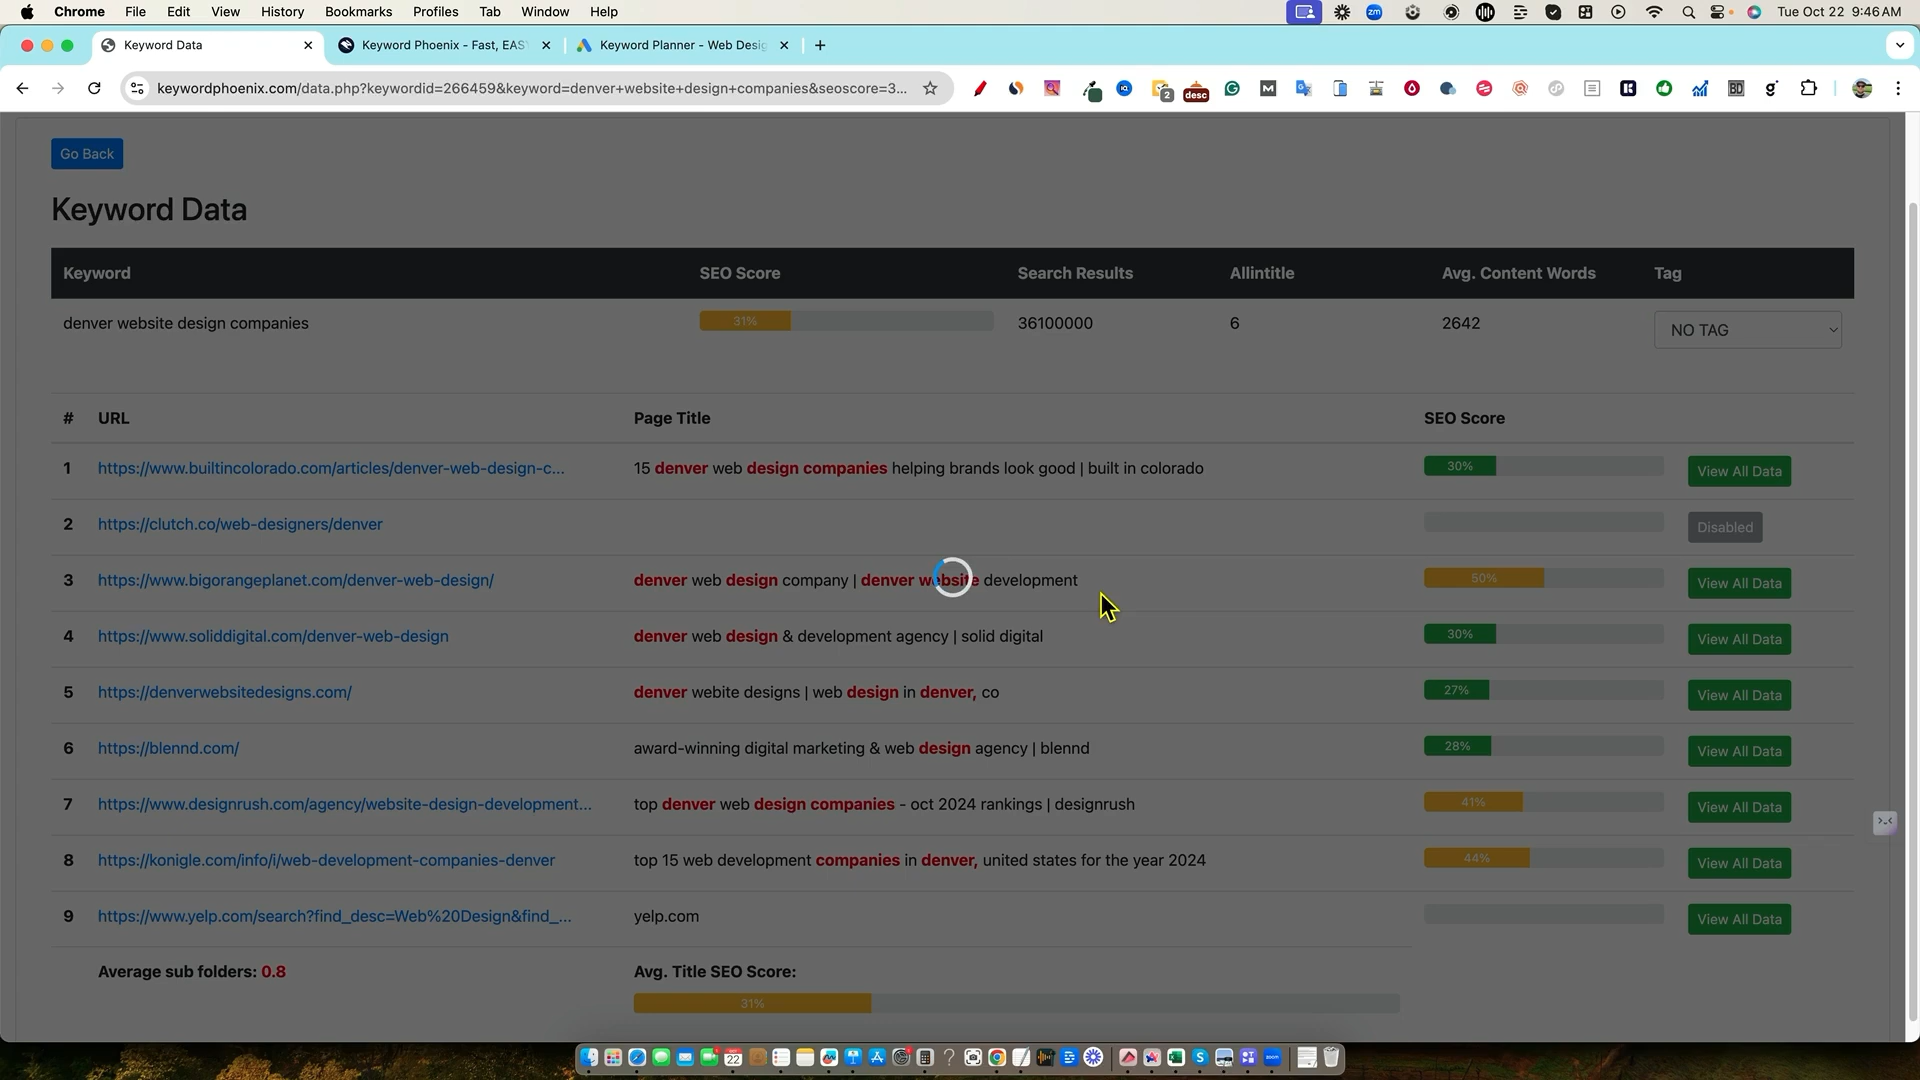 Chrome File Edit View History Bookmarks Profiles Tab Window Help
Tue Oct 22 9:46 AM
Keyword Data
Keyword Phoenix - Fast, EAS
Keyword Planner - Web Desig
keywordphoenix.com/data.php?keywordid=266459&keyword=denver+website+design+companies&seoscore=3...
2
desc
BD
Go Back
Keyword Data
Keyword SEO Score Search Results Allintitle Avg. Content Words Tag
denver website design companies 31% 36100000 6 2642 NO TAG
# URL Page Title SEO Score
1 https://www.builtincolorado.com/articles/denver-web-design-c... 15 denver web design companies helping brands look good | built in colorado 30% View All Data
2 https://clutch.co/web-designers/denver Disabled
3 https://www.bigorangeplanet.com/denver-web-design/ denver web design company | denver website development 50% View All Data
4 https://www.soliddigital.com/denver-web-design denver web design & development agency | solid digital 30% View All Data
5 https://denverwebsitedesigns.com/ denver webite designs | web design in denver, co 27% View All Data
6 https://blennd.com/ award-winning digital marketing & web design agency | blennd 28% View All Data
7 https://www.designrush.com/agency/website-design-development... top denver web design companies - oct 2024 rankings | designrush 41% View All Data
8 https://konigle.com/info/i/web-development-companies-denver top 15 web development companies in denver, united states for the year 2024 44% View All Data
9 https://www.yelp.com/search?find_desc=Web%20Design&find_... yelp.com View All Data
Average sub folders: 0.8 Avg. Title SEO Score:
31%
22